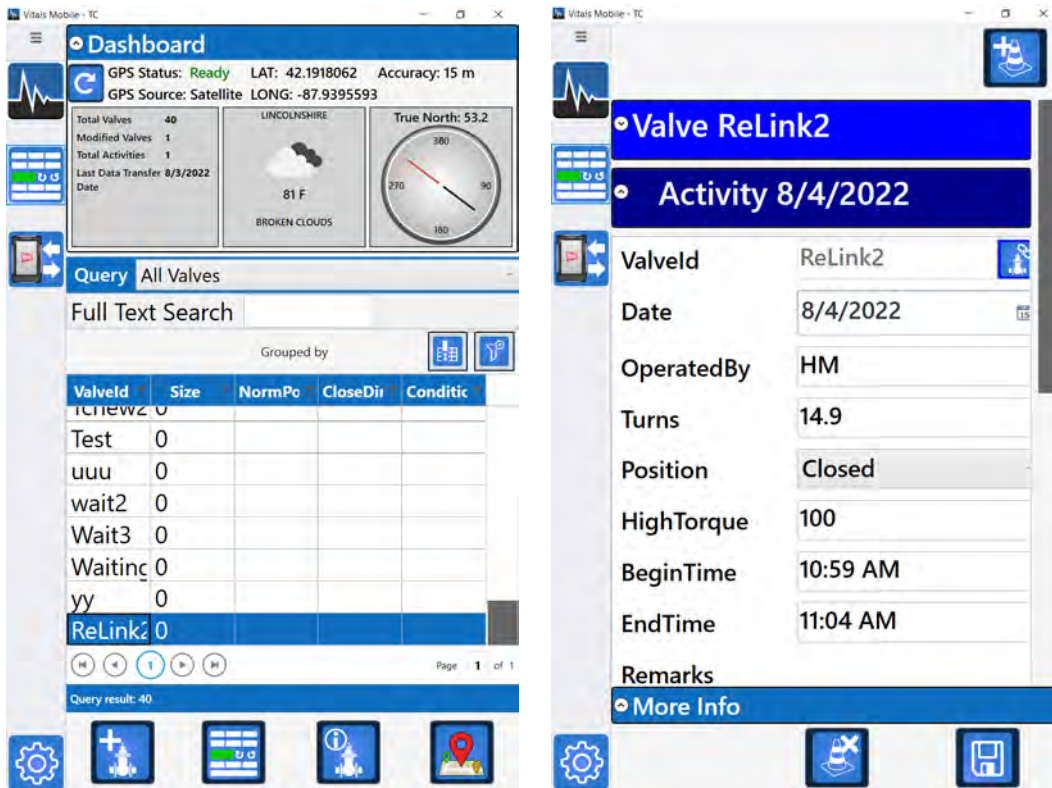 Vitals Mobile - TC
Dashboard
GPS Status: Ready LAT: 42.1918062 Accuracy: 15 m
GPS Source: Satellite LONG: -87.9395593
Total Valves 40
Modified Valves 1
Total Activities 1
Last Data Transfer 8/3/2022
Date
LINCOLNSHIRE
81 F
BROKEN CLOUDS
True North: 53.2
360
270 90
180
Query All Valves
Full Text Search
Grouped by
ValveId Size NormPo CloseDir Conditic
Tcnew2 0
Test 0
uuu 0
wait2 0
Wait3 0
Waiting 0
yy 0
ReLink2 0
1
Page 1 of 1
Query result: 40
Vitals Mobile - TC
Valve ReLink2
Activity 8/4/2022
ValveId ReLink2
Date 8/4/2022
15
OperatedBy HM
Turns 14.9
Position Closed
HighTorque 100
BeginTime 10:59 AM
EndTime 11:04 AM
Remarks
More Info